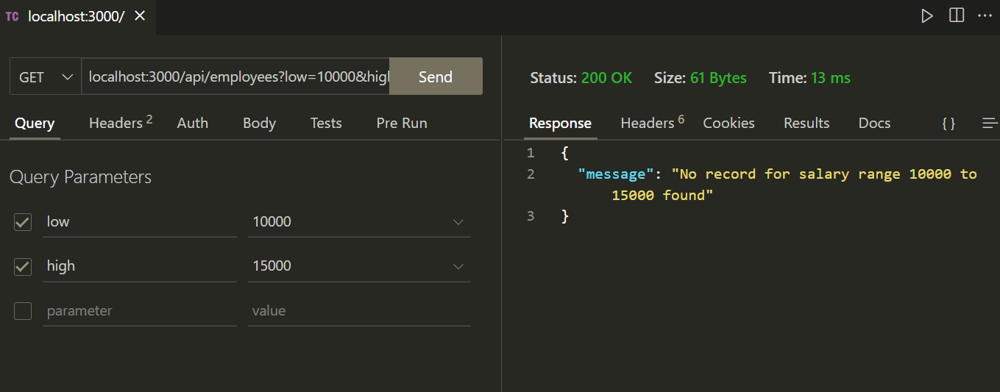 TC localhost:3000/
GET localhost:3000/api/employees?low=10000&hig Send
Query Headers 2 Auth Body Tests Pre Run
Query Parameters
low 10000
high 15000
parameter value
Status: 200 OK Size: 61 Bytes Time: 13 ms
Response Headers 6 Cookies Results Docs { }
1 {
2 "message": "No record for salary range 10000 to
15000 found"
3 }